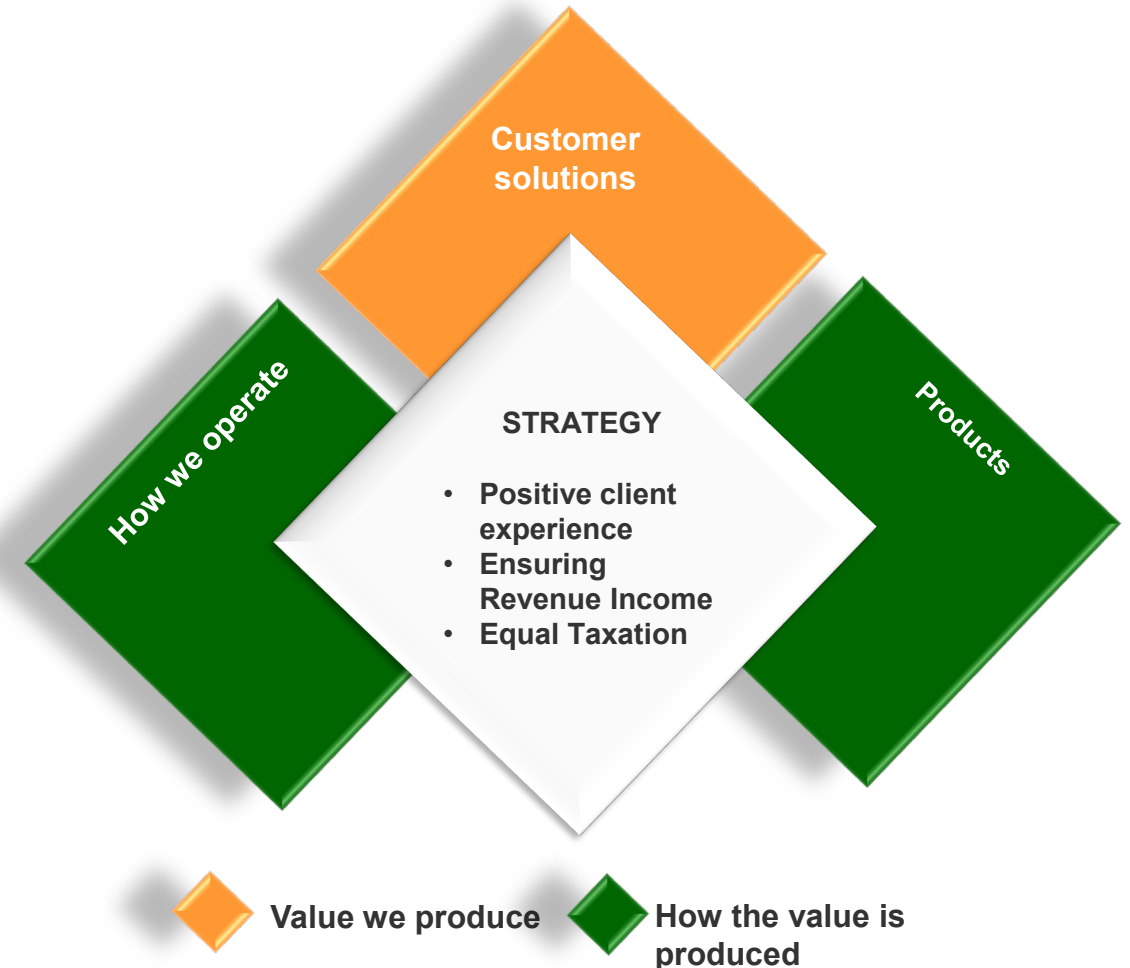 Customer
solutions
How we operate
Products
STRATEGY
• Positive client
experience
• Ensuring
Revenue Income
• Equal Taxation
Value we produce
How the value is
produced